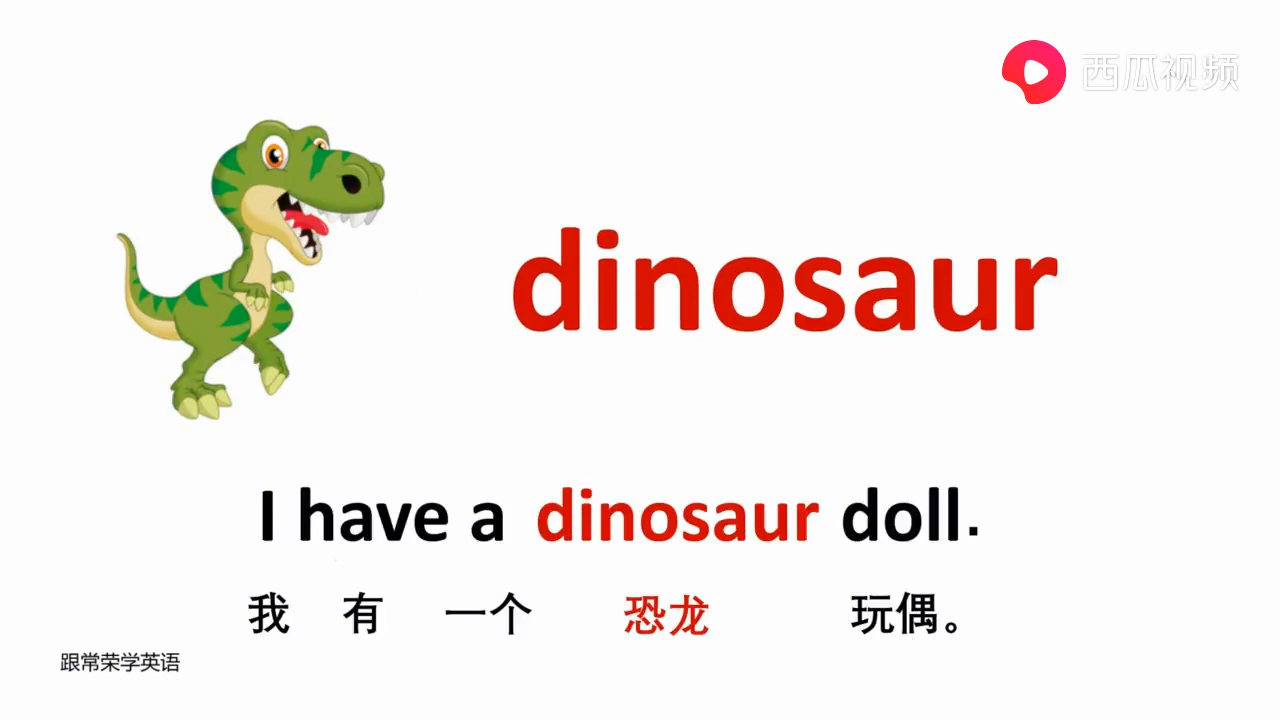 西瓜视频
dinosaur
I have a dinosaur doll.
我 有 一个 恐龙 玩偶。
跟常荣学英语